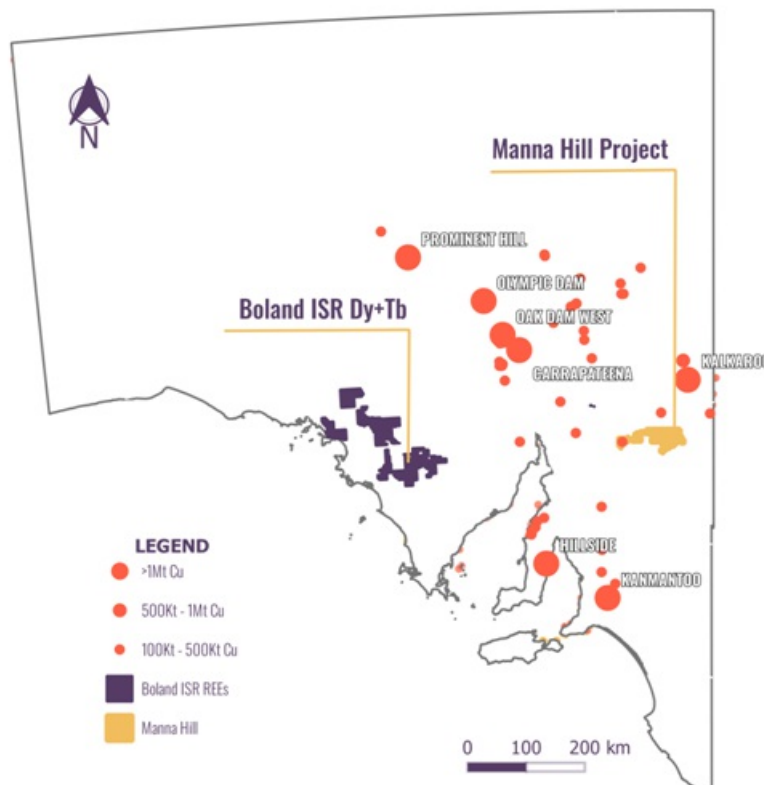 N
Manna Hill Project
PROMINENT HILL
OLYMPIC DAM
Boland ISR Dy+Tb
OAK DAM WEST
CARRAPATEENA
KALKAROO
HILLSIDE
KANMANTOO
LEGEND
>1Mt Cu
500Kt - 1Mt Cu
100Kt - 500Kt Cu
Boland ISR REEs
Manna Hill
0 100 200 km